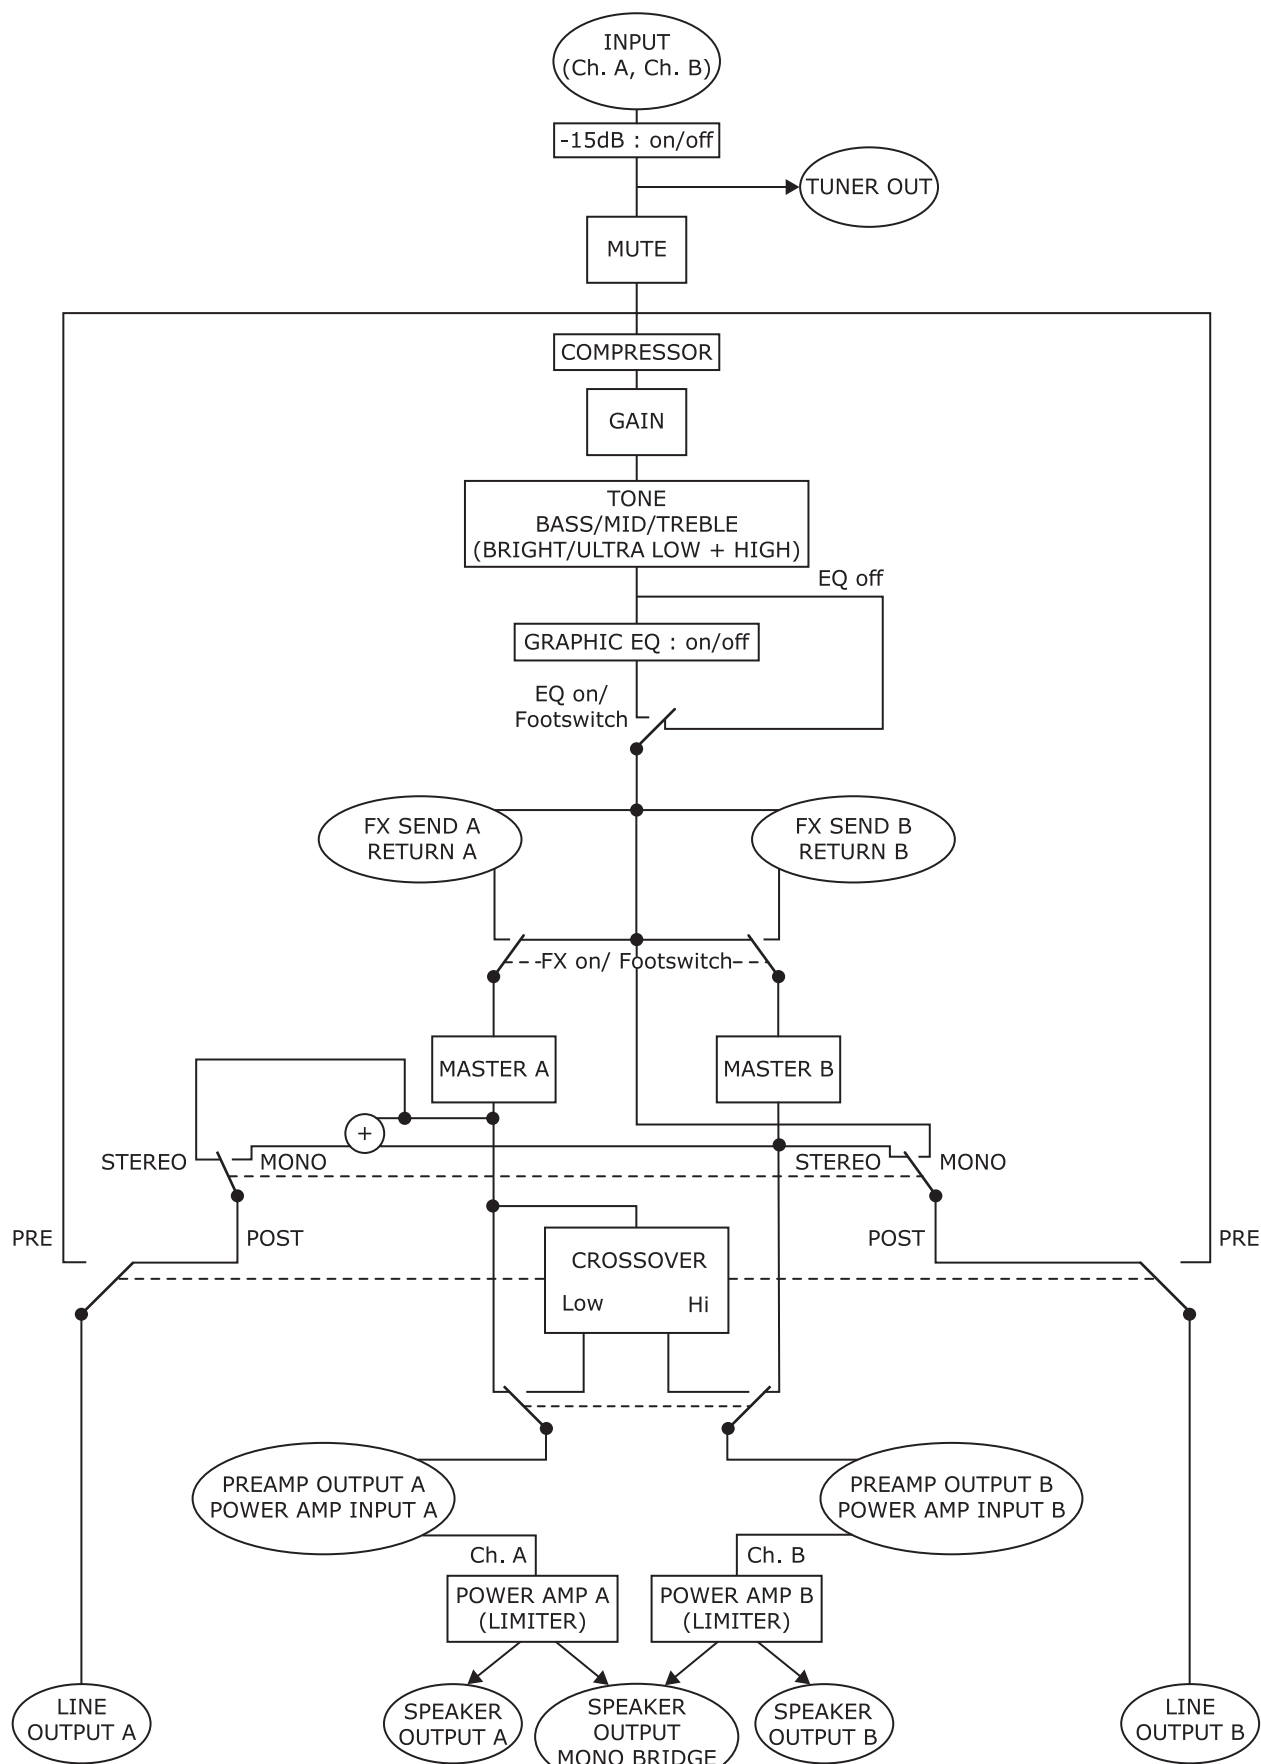 INPUT
(Ch. A, Ch. B)
-15dB : on/off
TUNER OUT
MUTE
COMPRESSOR
GAIN
TONE
BASS/MID/TREBLE
(BRIGHT/ULTRA LOW + HIGH)
EQ off
GRAPHIC EQ : on/off
EQ on/
Footswitch
FX SEND A
RETURN A
FX SEND B
RETURN B
FX on/ Footswitch
MASTER A
MASTER B
+
STEREO
MONO
STEREO
MONO
PRE
POST
POST
PRE
CROSSOVER
Low
Hi
PREAMP OUTPUT A
POWER AMP INPUT A
PREAMP OUTPUT B
POWER AMP INPUT B
Ch. A
Ch. B
POWER AMP A
(LIMITER)
POWER AMP B
(LIMITER)
LINE
OUTPUT A
SPEAKER
OUTPUT A
SPEAKER
OUTPUT
MONO BRIDGE
SPEAKER
OUTPUT B
LINE
OUTPUT B